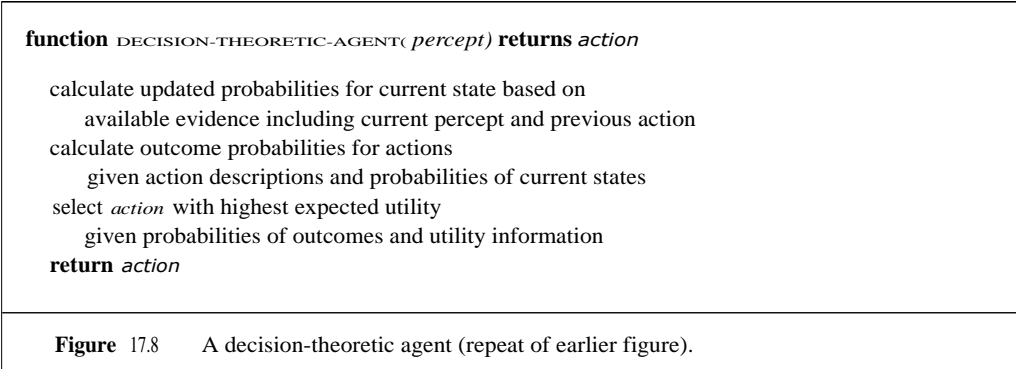 function DECISION-THEORETIC-AGENT( percept) returns action
calculate updated probabilities for current state based on
available evidence including current percept and previous action
calculate outcome probabilities for actions
given action descriptions and probabilities of current states
select action with highest expected utility
given probabilities of outcomes and utility information
return action
Figure 17.8 A decision-theoretic agent (repeat of earlier figure).